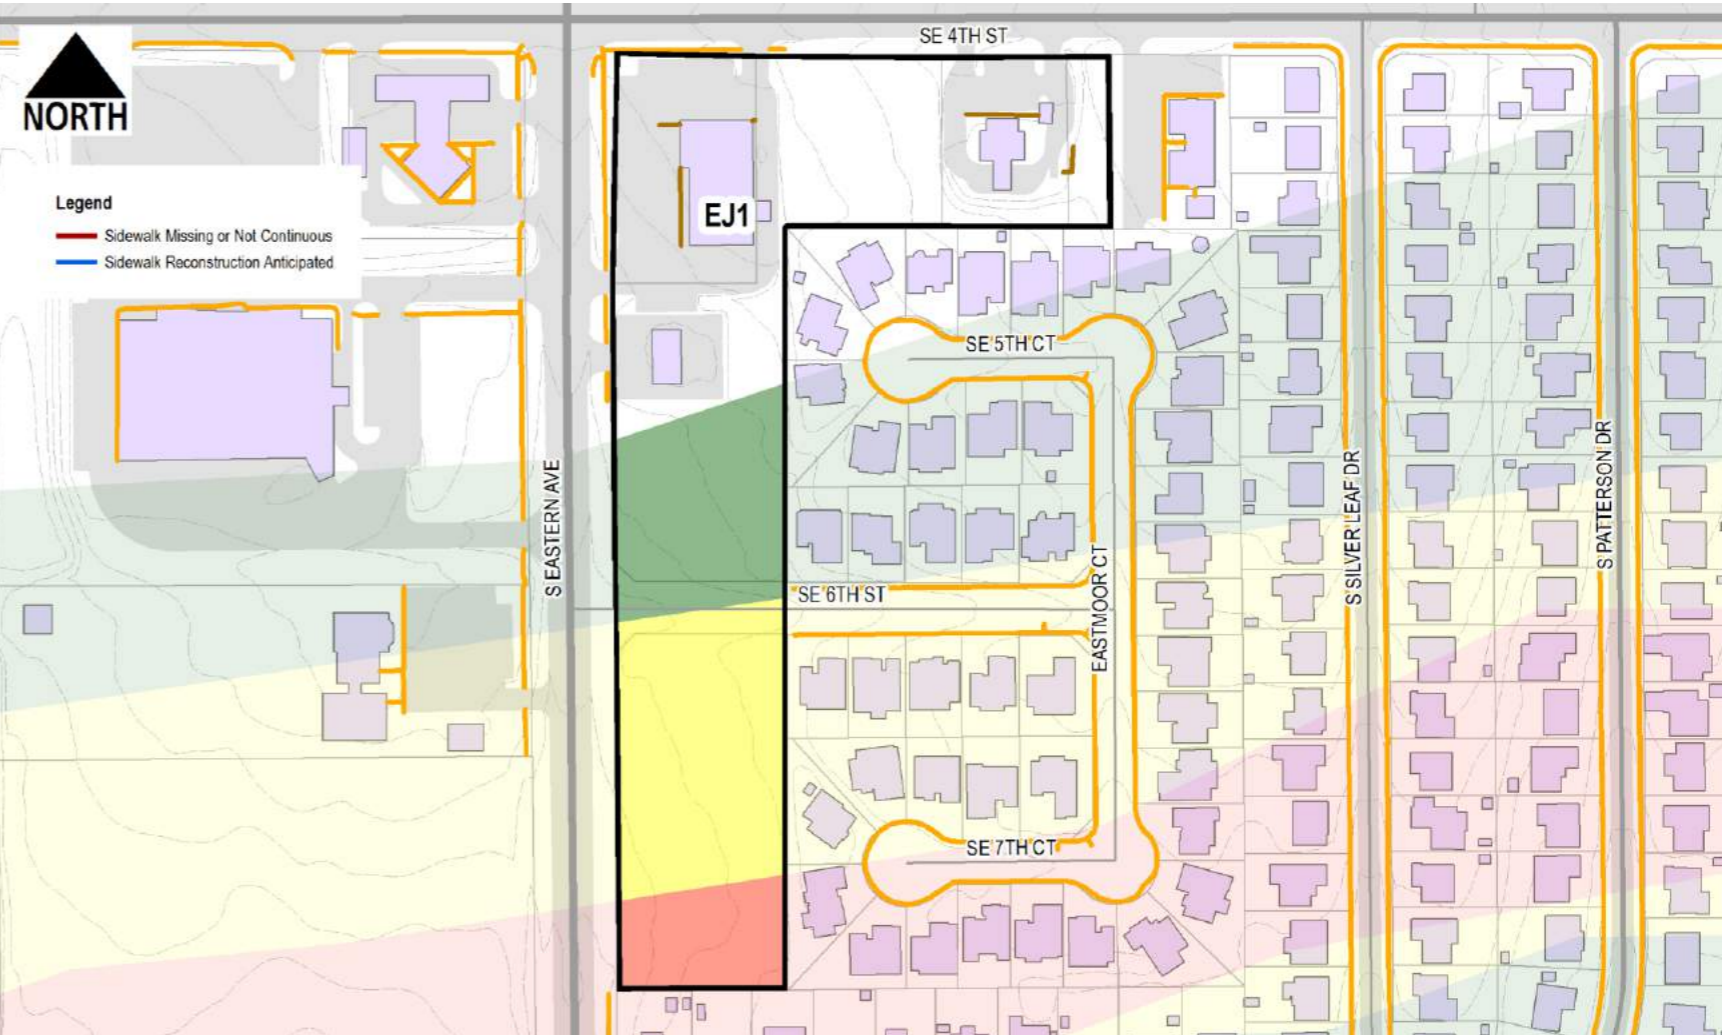 SE 4TH ST
NORTH
Legend
Sidewalk Missing or Not Continuous
Sidewalk Reconstruction Anticipated
EJ1
SE 5TH CT
S EASTERN AVE
SE 6TH ST
EASTMOOR CT
S SILVER LEAF DR
S PATTERSON DR
SE 7TH CT